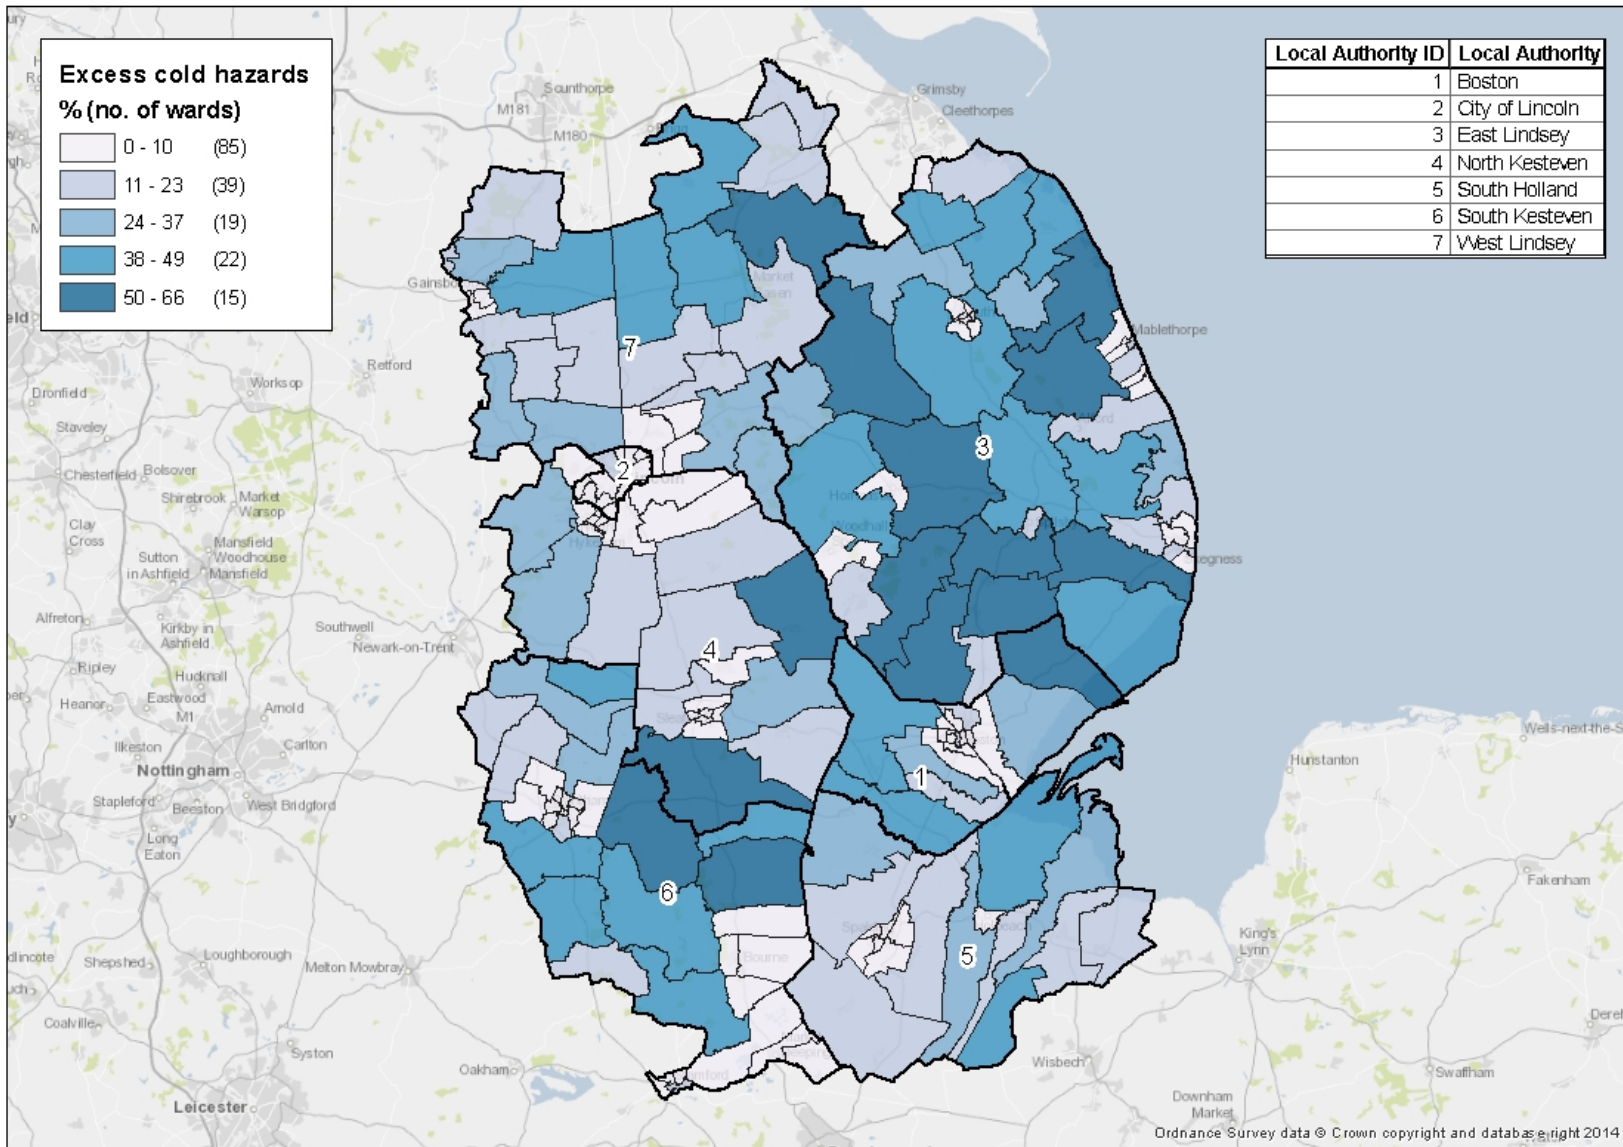 Excess cold hazards
% (no. of wards)
0 - 10 (85)
11 - 23 (39)
24 - 37 (19)
38 - 49 (22)
50 - 66 (15)
Local Authority ID Local Authority
1 Boston
2 City of Lincoln
3 East Lindsey
4 North Kesteven
5 South Holland
6 South Kesteven
7 West Lindsey
Scunthorpe
M181
M180
Grimsby
Cleethorpes
Mablethorpe
Retford
Worksop
Dronfield
Staveley
Chesterfield
Bolsover
Shirebrook
Market
Warsop
Clay
Cross
Mansfield
Woodhouse
Mansfield
Sutton
in Ashfield
Alfreton
Kirkby in
Ashfield
Southwell
Newark-on-Trent
Ripley
Hucknall
Eastwood
Heanor
M1
Arnold
Ilkeston
Carlton
Nottingham
Stapleford
Beeston
West Bridgford
Long
Eaton
Loughborough
Shepshed
Melton Mowbray
Coalville
Syston
Leicester
Oakham
Bourne
Wisbech
Downham
Market
King's
Lynn
Swaffham
Fakenham
Hunstanton
Wells-next-the-S
7
2
3
4
1
6
5
Ordnance Survey data © Crown copyright and database right 2014